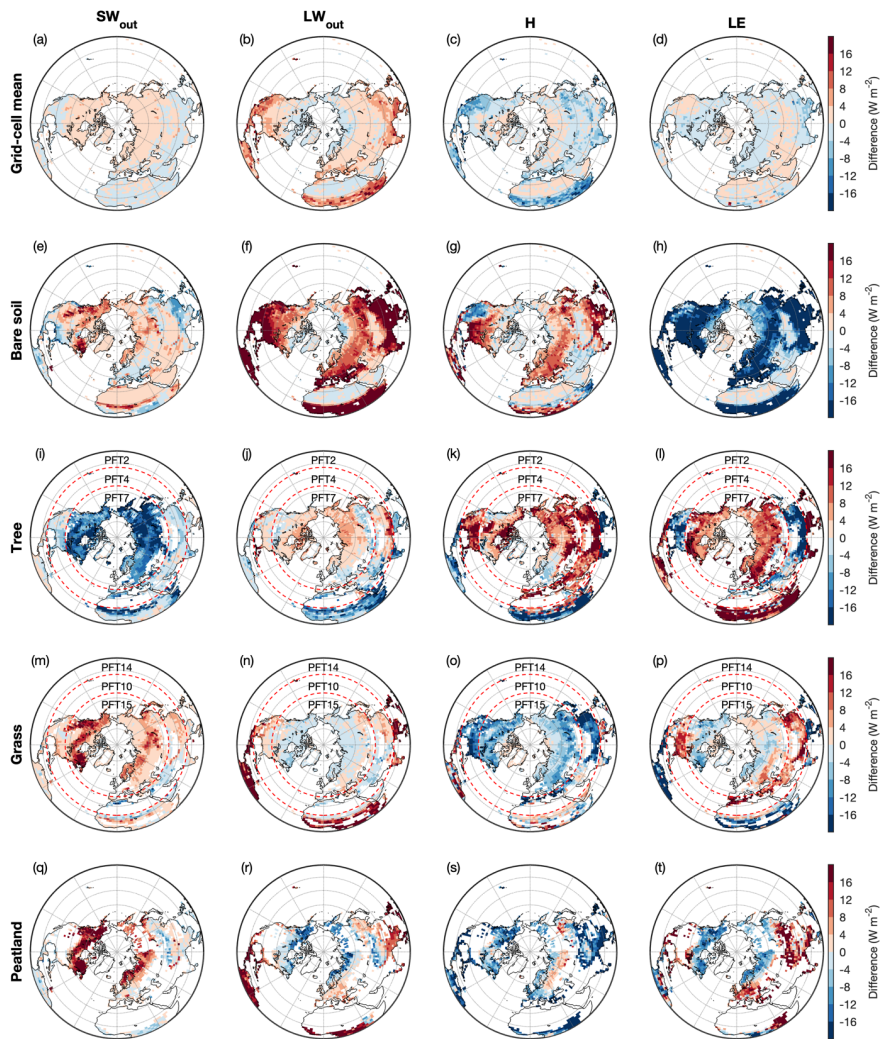 SWout LWout H LE
Grid-cell mean
(a) (b) (c) (d)
16
12
8
4
0
-4
-8
-12
-16
Difference (W m−2)
Bare soil
(e) (f) (g) (h)
16
12
8
4
0
-4
-8
-12
-16
Difference (W m−2)
Tree
(i) (j) (k) (l)
PFT2 PFT2 PFT2 PFT2
PFT4 PFT4 PFT4 PFT4
PFT7 PFT7 PFT7 PFT7
16
12
8
4
0
-4
-8
-12
-16
Difference (W m−2)
Grass
(m) (n) (o) (p)
PFT14 PFT14 PFT14 PFT14
PFT10 PFT10 PFT10 PFT10
PFT15 PFT15 PFT15 PFT15
16
12
8
4
0
-4
-8
-12
-16
Difference (W m−2)
Peatland
(q) (r) (s) (t)
16
12
8
4
0
-4
-8
-12
-16
Difference (W m−2)